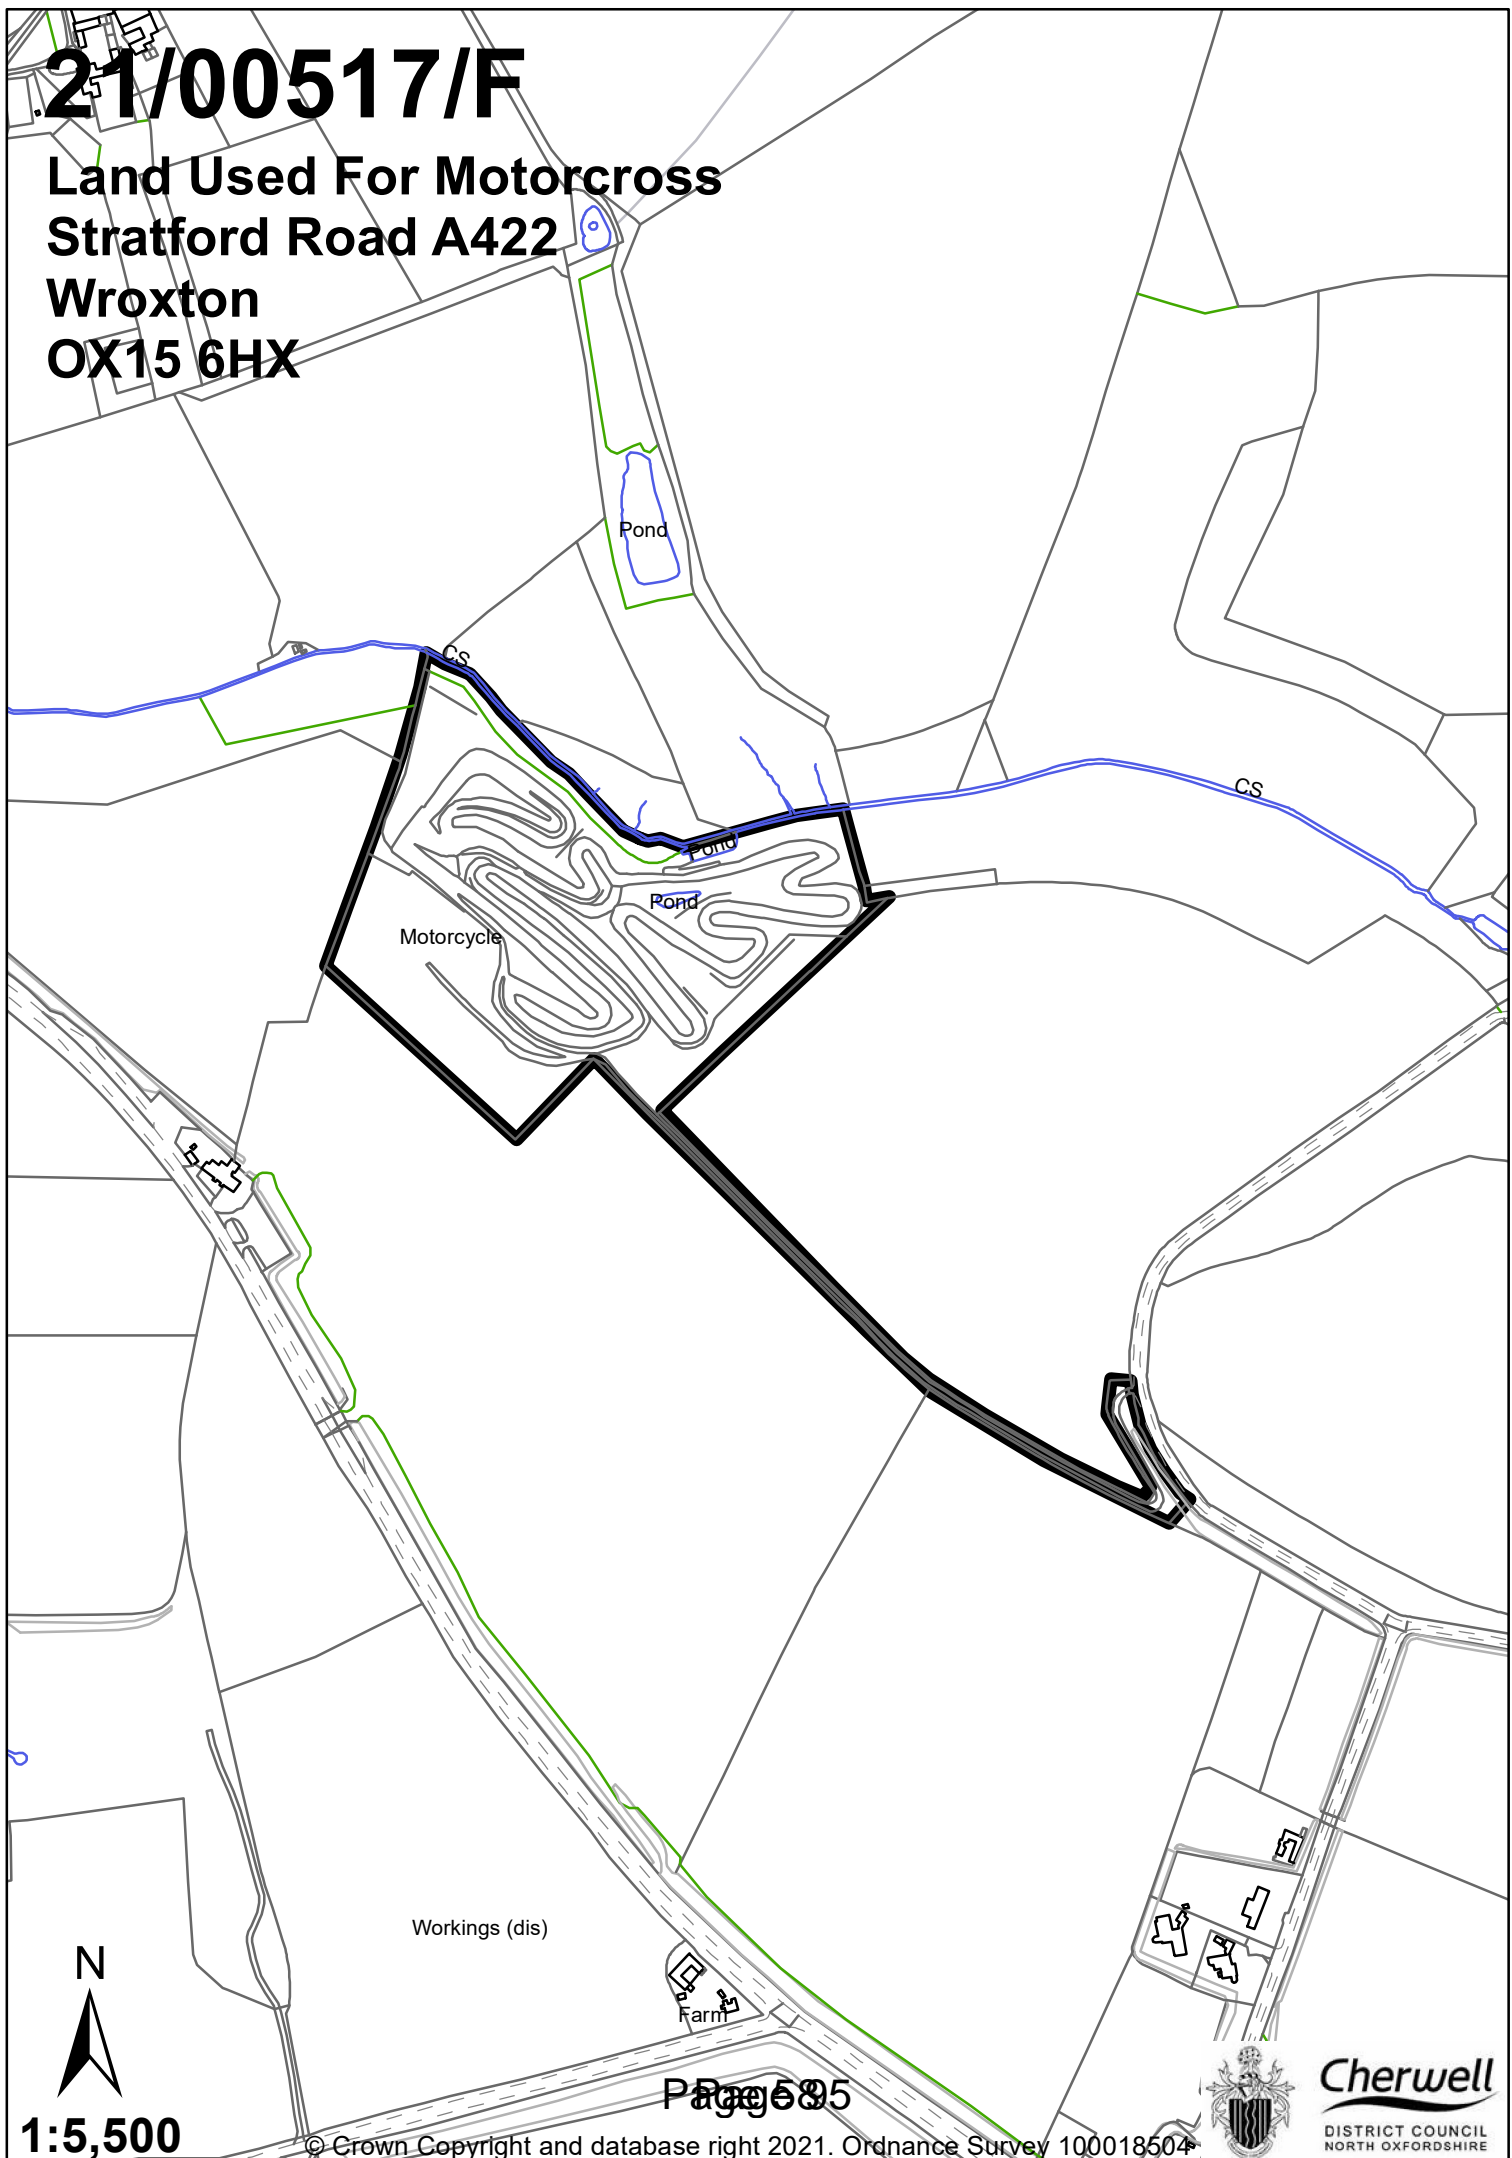 21/00517/F
Land Used For Motorcross
Stratford Road A422
Wroxton
OX15 6HX
Pond
CS
CS
Pond
Pond
Motorcycle
Workings (dis)
Farm
N
1:5,500
© Crown Copyright and database right 2021. Ordnance Survey 100018504
Cherwell
DISTRICT COUNCIL
NORTH OXFORDSHIRE